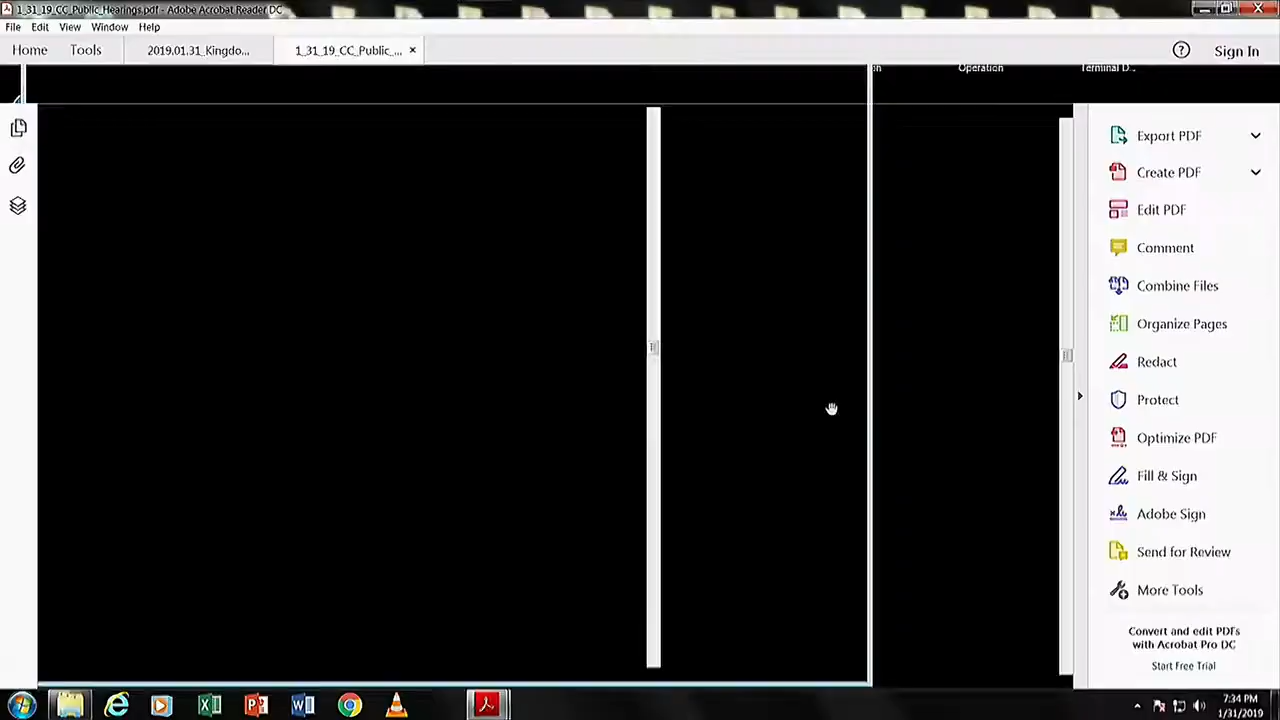 1_31_19_CC_Public_Hearings.pdf - Adobe Acrobat Reader DC
File Edit View Window Help
Home Tools 2019.01.31_Kingdo... 1_31_19_CC_Public_... × Sign In
Operation Terminal D...
Export PDF
Create PDF
Edit PDF
Comment
Combine Files
Organize Pages
Redact
Protect
Optimize PDF
Fill & Sign
Adobe Sign
Send for Review
More Tools
Convert and edit PDFs
with Acrobat Pro DC
Start Free Trial
7:34 PM
1/31/2019